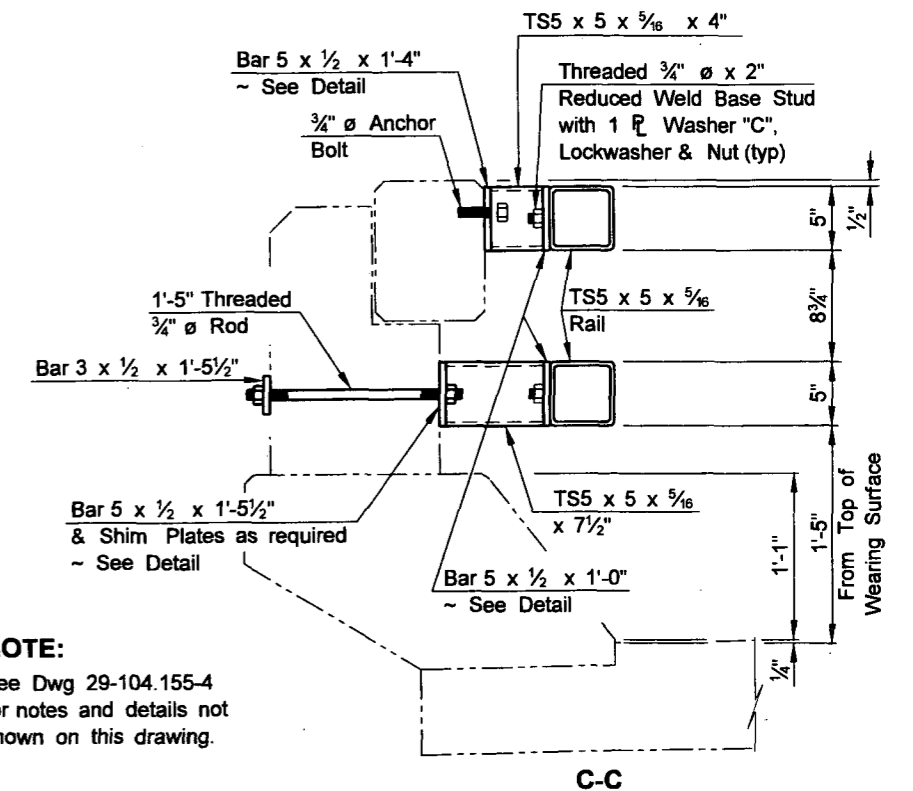 TS5 x 5 x 5⁄16 x 4"
Bar 5 x ½ x 1'-4"
~ See Detail
Threaded ¾" ø x 2"
Reduced Weld Base Stud
with 1 ℄ Washer "C",
Lockwasher & Nut (typ)
¾" ø Anchor
Bolt
5"
½"
8¾"
5"
1'-5" Threaded
¾" ø Rod
TS5 x 5 x 5⁄16
Rail
Bar 3 x ½ x 1'-5½"
Bar 5 x ½ x 1'-5½"
& Shim Plates as required
~ See Detail
TS5 x 5 x 5⁄16
x 7½"
Bar 5 x ½ x 1'-0"
~ See Detail
1'-1"
1'-5"
From Top of
Wearing Surface
¼"
OTE:
ee Dwg 29-104.155-4
or notes and details not
hown on this drawing.
C-C